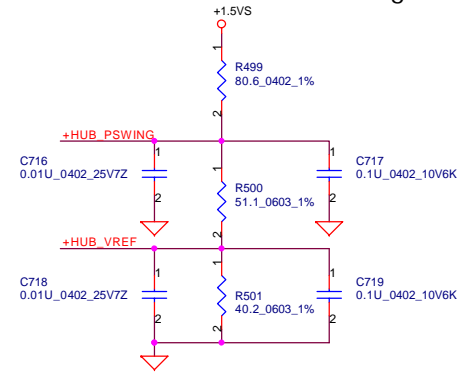 +1.5VS
1
R499
80.6_0402_1%
2
+HUB_PSWING
1
1
1
C716
0.01U_0402_25V7Z
C717
0.1U_0402_10V6K
R500
51.1_0603_1%
2
2
2
+HUB_VREF
1
1
1
C718
0.01U_0402_25V7Z
C719
0.1U_0402_10V6K
R501
40.2_0603_1%
2
2
2